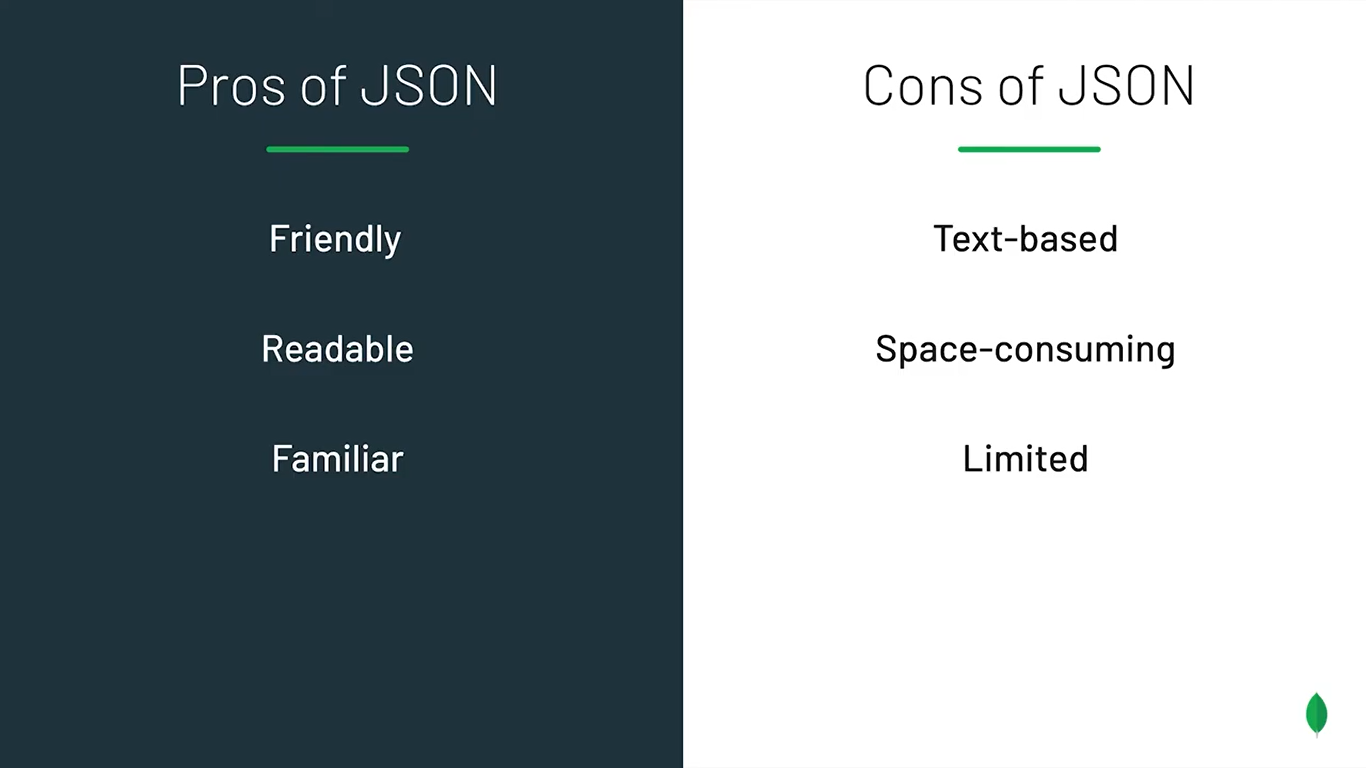 Pros of JSON
Friendly
Readable
Familiar
Cons of JSON
Text-based
Space-consuming
Limited